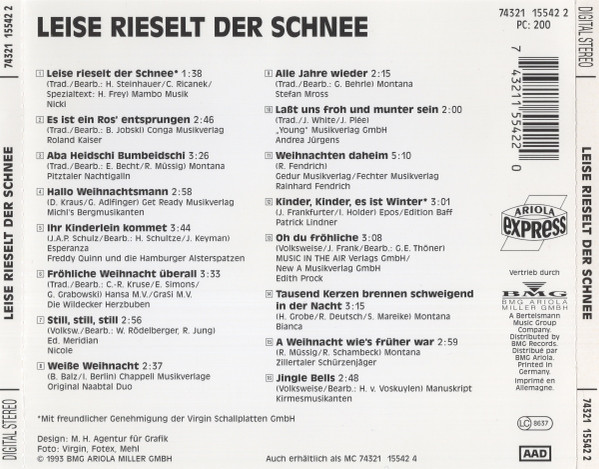 74321 15542 2
LEISE RIESELT DER SCHNEE
DIGITAL STEREO
LEISE RIESELT DER SCHNEE
74321 15542 2
PC: 200
7 43211 55422 0
1 Leise rieselt der Schnee* 1:38
(Trad./Bearb.: H. Steinhauer/C. Ricanek/
Spezialtext: H. Frey) Mambo Musik
Nicki
2 Es ist ein Ros' entsprungen 2:46
(Trad./Bearb.: B. Jobski) Conga Musikverlag
Roland Kaiser
3 Aba Heidschi Bumbeidschi 3:26
(Trad./Bearb.: E. Becht/R. Müssig) Montana
Pitztaler Nachtigalln
4 Hallo Weihnachtsmann 2:58
(D. Kraus/G. Adlfinger) Get Ready Musikverlag
Michl's Bergmusikanten
5 Ihr Kinderlein kommet 3:44
(J.A.P. Schulz/Bearb.: H. Schultze/J. Keyman)
Esperanza
Freddy Quinn und die Hamburger Alsterspatzen
6 Fröhliche Weihnacht überall 3:33
(Trad./Bearb.: C.-R. Kruse/E. Simons/
G. Grabowski) Hansa M.V./GraSi M.V.
Die Wildecker Herzbuben
7 Still, still, still 2:56
(Volksw./Bearb.: W. Rödelberger, R. Jung)
Ed. Meridian
Nicole
8 Weiße Weihnacht 2:37
(B. Balz/I. Berlin) Chappell Musikverlage
Original Naabtal Duo
9 Alle Jahre wieder 2:15
(Trad./Bearb.: G. Behrle) Montana
Stefan Mross
10 Laßt uns froh und munter sein 2:00
(Trad./J. White/J. Plée)
„Young" Musikverlag GmbH
Andrea Jürgens
11 Weihnachten daheim 5:10
(R. Fendrich)
Gedur Musikverlag/Fechter Musikverlag
Rainhard Fendrich
12 Kinder, Kinder, es ist Winter* 3:01
(J. Frankfurter/I. Holder) Epos/Edition Baff
Patrick Lindner
13 Oh du fröhliche 3:08
(Volksweise/J. Frank/Bearb.: G.E. Thöner)
MUSIC IN THE AIR Verlags GmbH/
New A Musikverlag GmbH
Edith Prock
14 Tausend Kerzen brennen schweigend
in der Nacht 3:15
(H. Grobe/R. Deutsch/S. Mareike) Montana
Bianca
15 A Weihnacht wie's früher war 2:59
(R. Müssig/R. Schambeck) Montana
Zillertaler Schürzenjäger
16 Jingle Bells 2:48
(Volksweise/Bearb.: H. v. Voskuylen) Manuskript
Kirmesmusikanten
*Mit freundlicher Genehmigung der Virgin Schallplatten GmbH
Design: M. H. Agentur für Grafik
Foto: Virgin, Fotex, Mehl
© 1993 BMG ARIOLA MILLER GMBH
Auch erhältlich als MC 74321 15542 4
ARIOLA
express
Vertrieb durch
BMG
BMG ARIOLA
MILLER GMBH
A Bertelsmann
Music Group
Company.
Distributed by
BMG Records.
Distribué par
BMG Ariola.
Printed in
Germany.
Imprimé en
Allemagne.
LC 8637
AAD
DIGITAL STEREO
LEISE RIESELT DER SCHNEE
74321 15542 2